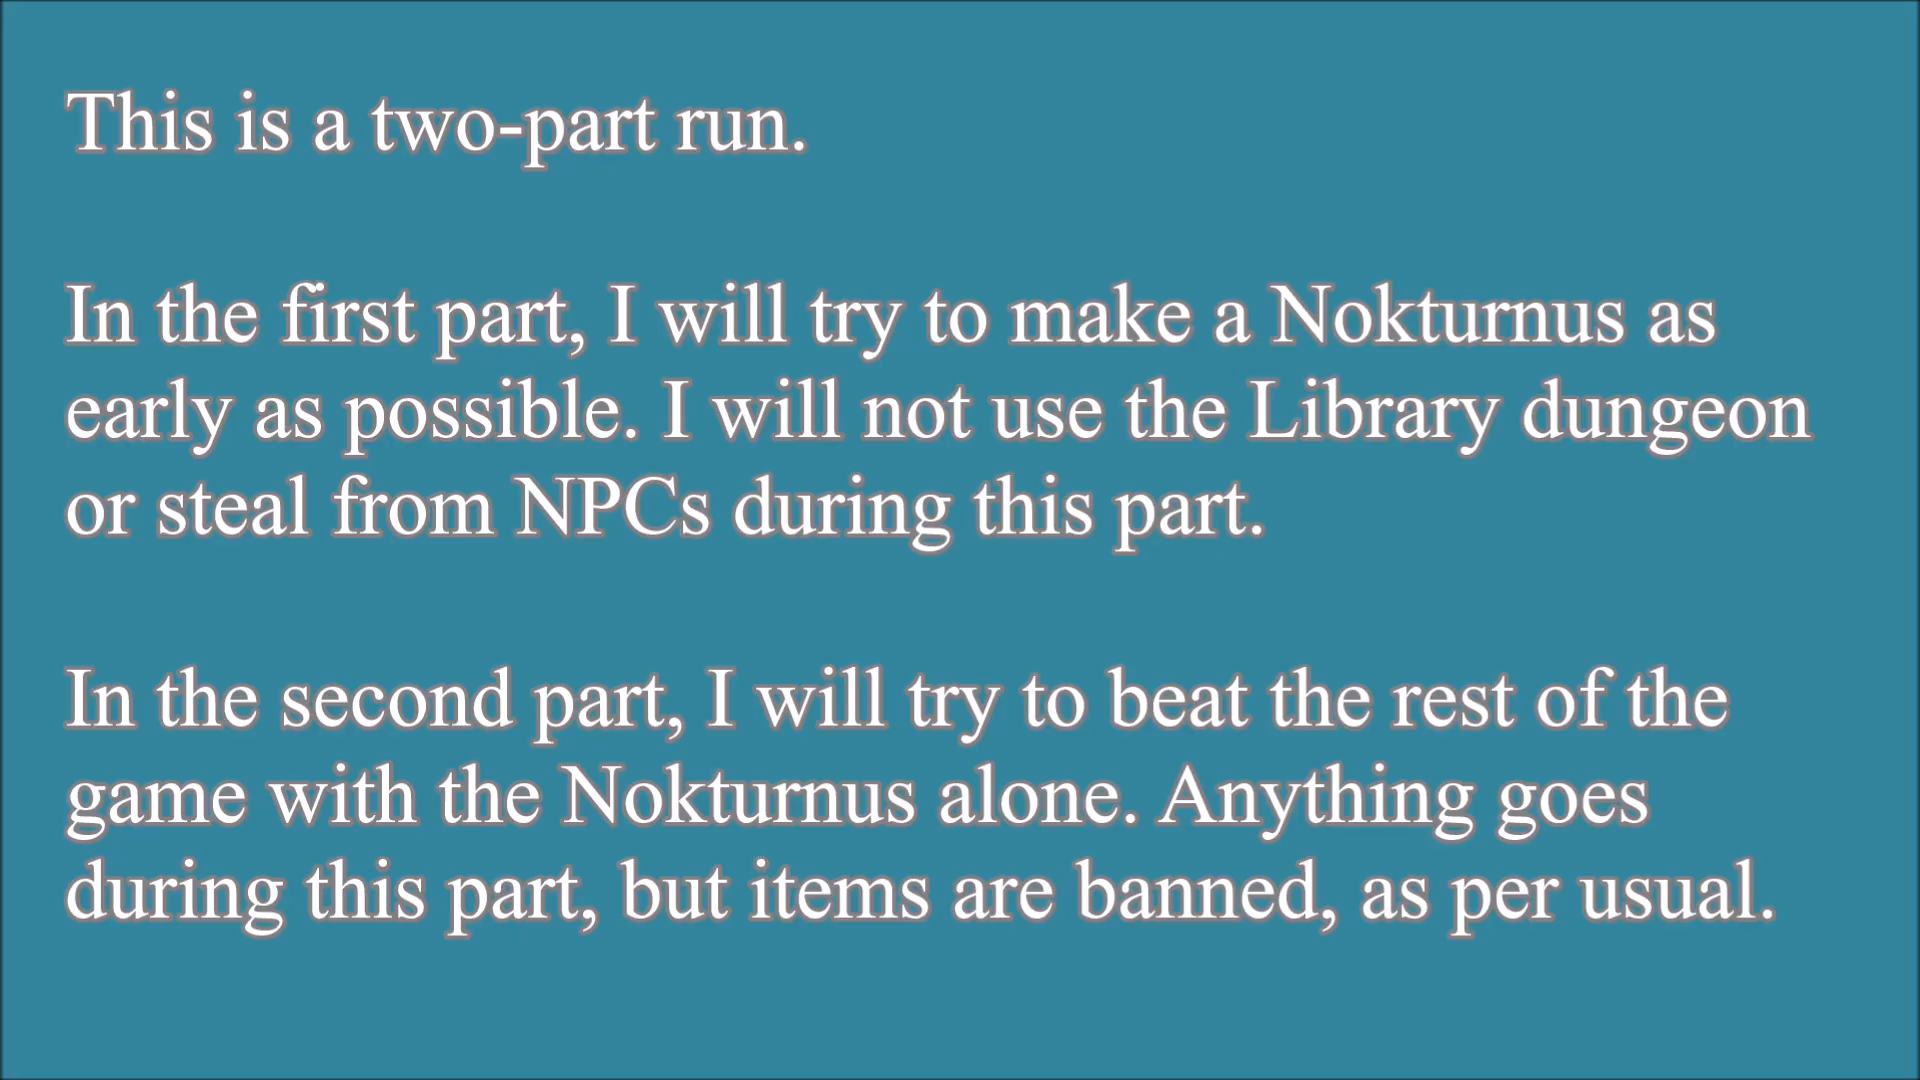 This is a two-part run.
In the first part, I will try to make a Nokturnus as
early as possible. I will not use the Library dungeon
or steal from NPCs during this part.
In the second part, I will try to beat the rest of the
game with the Nokturnus alone. Anything goes
during this part, but items are banned, as per usual.